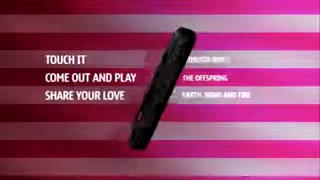 TOUCH IT
COME OUT AND PLAY THE OFFSPRING
SHARE YOUR LOVE EARTH, WIND AND FIRE